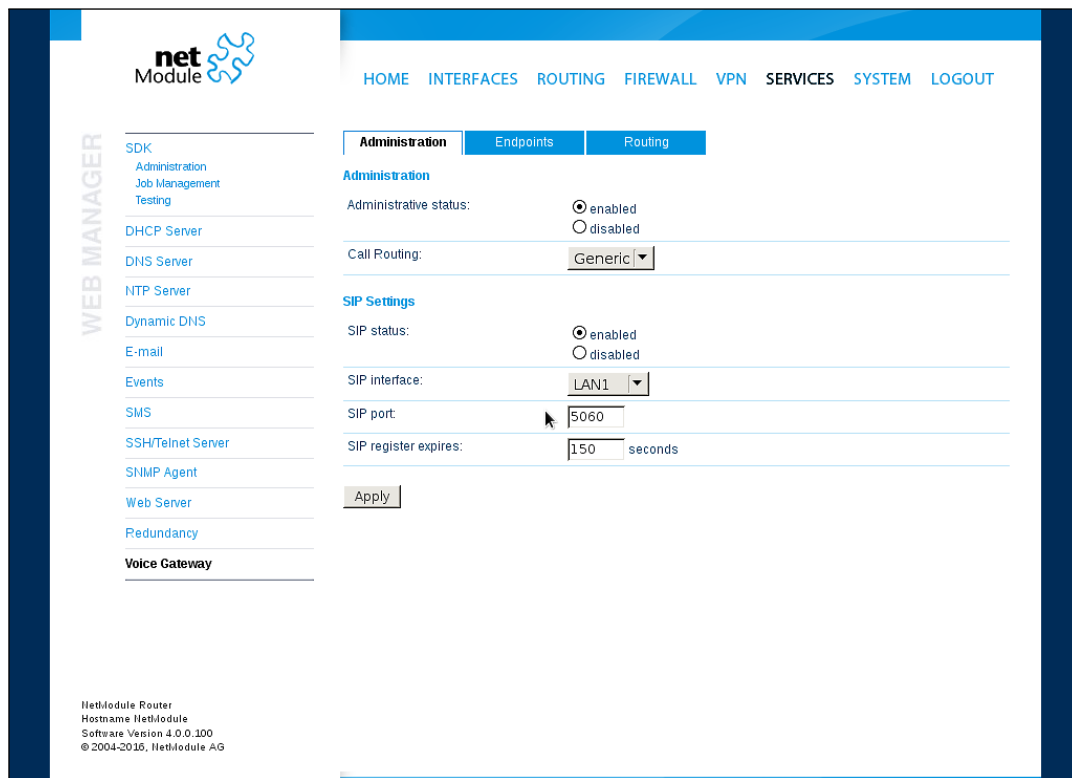 net
Module
HOME INTERFACES ROUTING FIREWALL VPN SERVICES SYSTEM LOGOUT
WEB MANAGER
SDK
Administration
Job Management
Testing
DHCP Server
DNS Server
NTP Server
Dynamic DNS
E-mail
Events
SMS
SSH/Telnet Server
SNMP Agent
Web Server
Redundancy
Voice Gateway
Administration Endpoints Routing
Administration
Administrative status:
enabled
disabled
Call Routing: Generic
SIP Settings
SIP status:
enabled
disabled
SIP interface: LAN1
SIP port: 5060
SIP register expires: 150 seconds
Apply
NetModule Router
Hostname NetModule
Software Version 4.0.0.100
© 2004-2016, NetModule AG